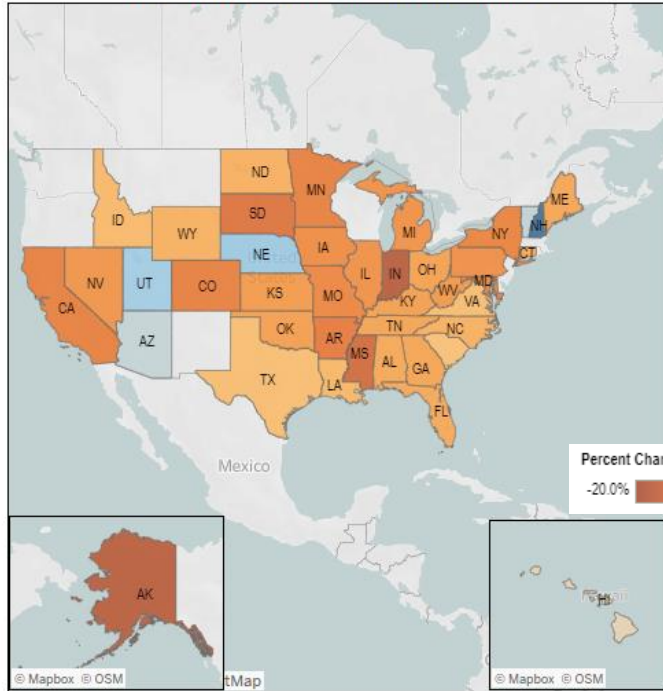 ME
ND
MN
ID
SD
NH
WY
MI
NY
CT
IA
NE
NV
UT
IL
IN
OH
MD
CO
WV
CA
KS
MO
KY
VA
TN
NC
OK
AZ
AR
MS
AL
GA
TX
LA
FL
Mexico
Percent Chan
-20.0%
AK
HI
© Mapbox © OSM
tMap
© Mapbox © OSM